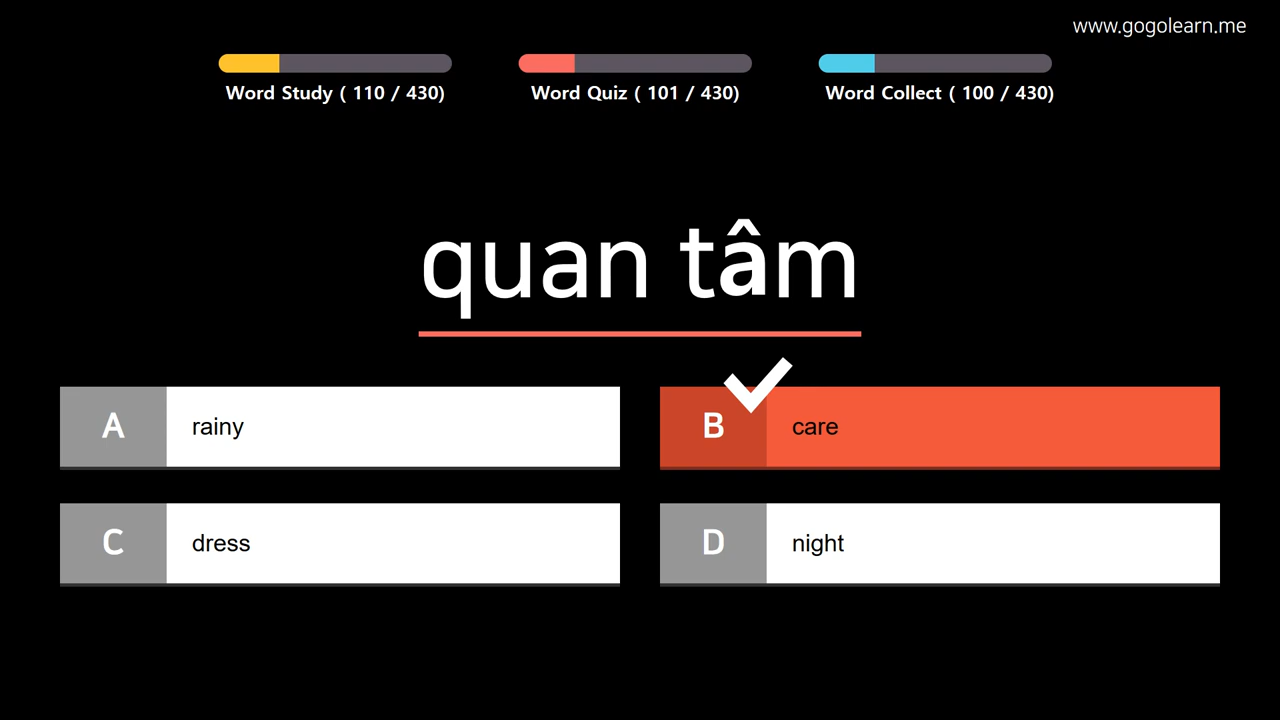 www.gogolearn.me
Word Study ( 110 / 430)
Word Quiz ( 101 / 430)
Word Collect ( 100 / 430)
quan tâm
A rainy
B care
C dress
D night